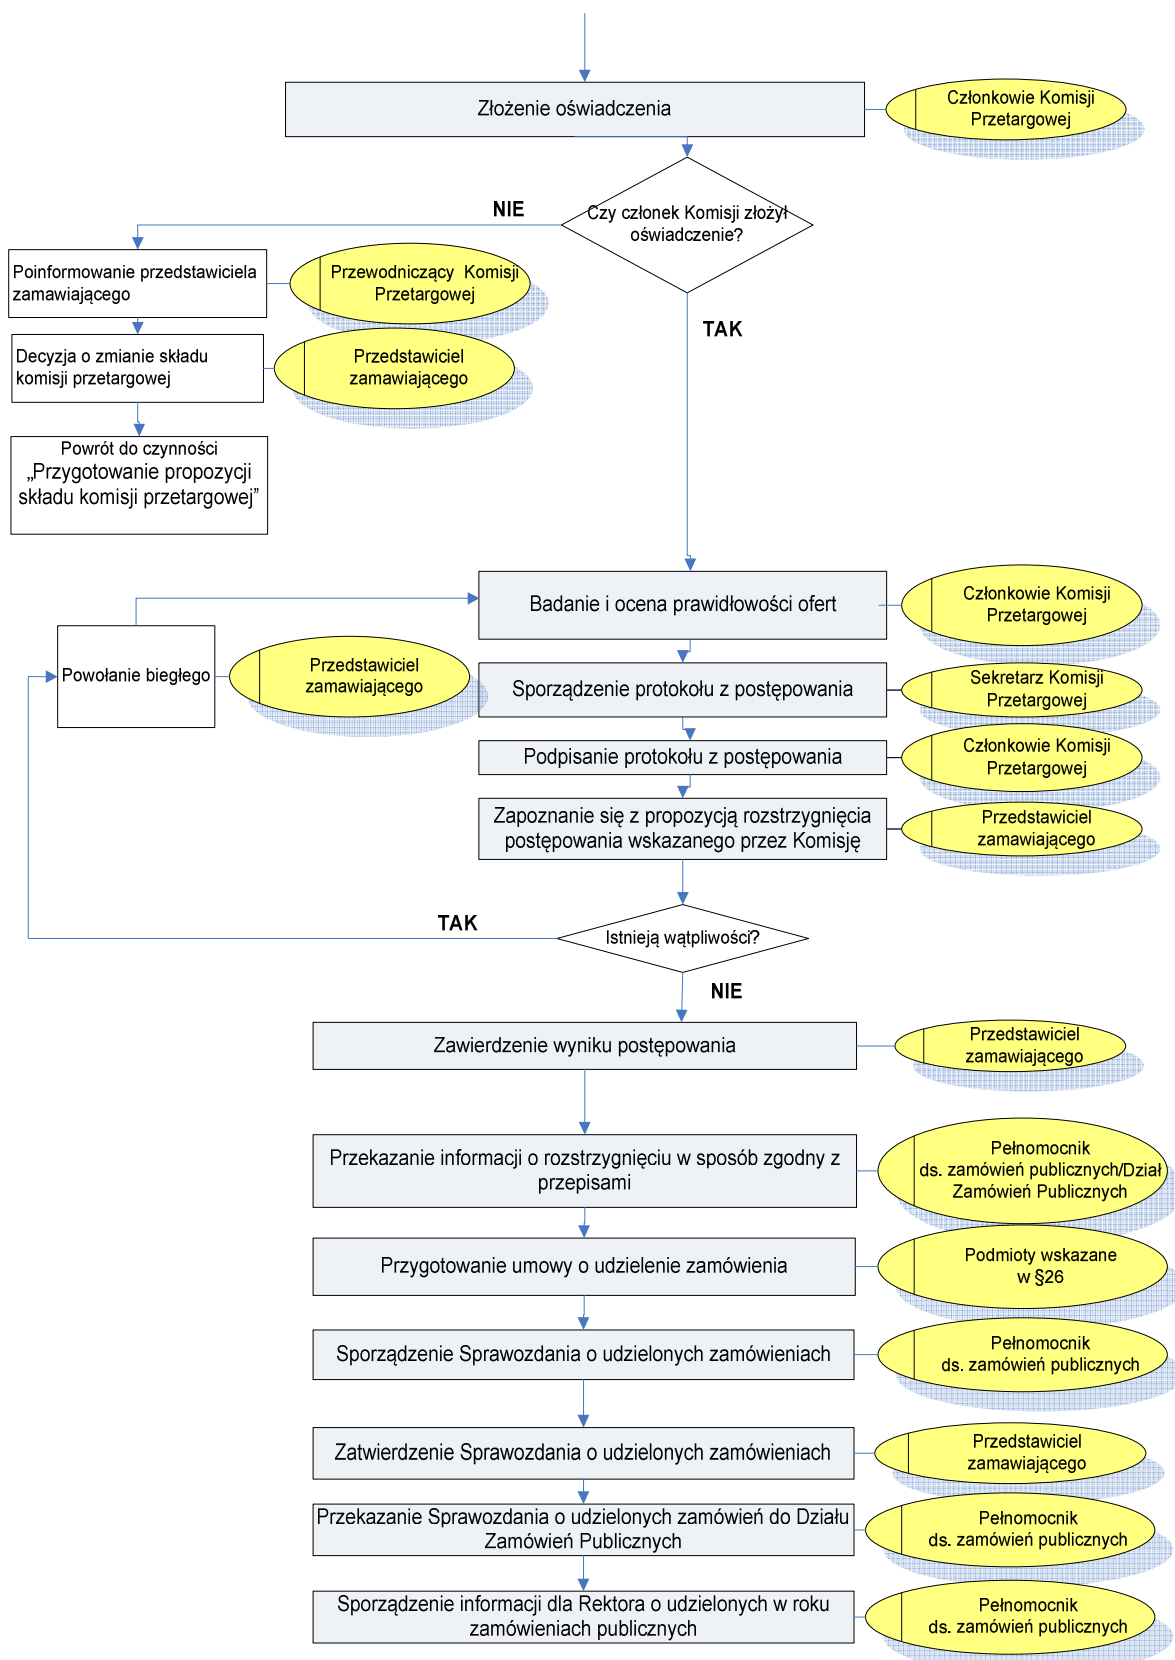 Złożenie oświadczenia
Członkowie Komisji
Przetargowej
Czy członek Komisji złożył
oświadczenie?
NIE
Poinformowanie przedstawiciela
zamawiającego
Przewodniczący Komisji
Przetargowej
TAK
Decyzja o zmianie składu
komisji przetargowej
Przedstawiciel
zamawiającego
Powrót do czynności
„Przygotowanie propozycji
składu komisji przetargowej”
Badanie i ocena prawidłowości ofert
Członkowie Komisji
Przetargowej
Powołanie biegłego
Przedstawiciel
zamawiającego
Sporządzenie protokołu z postępowania
Sekretarz Komisji
Przetargowej
Podpisanie protokołu z postępowania
Członkowie Komisji
Przetargowej
Zapoznanie się z propozycją rozstrzygnięcia
postępowania wskazanego przez Komisję
Przedstawiciel
zamawiającego
TAK
Istnieją wątpliwości?
NIE
Zawierdzenie wyniku postępowania
Przedstawiciel
zamawiającego
Przekazanie informacji o rozstrzygnięciu w sposób zgodny z
przepisami
Pełnomocnik
ds. zamówień publicznych/Dział
Zamówień Publicznych
Przygotowanie umowy o udzielenie zamówienia
Podmioty wskazane
w §26
Sporządzenie Sprawozdania o udzielonych zamówieniach
Pełnomocnik
ds. zamówień publicznych
Zatwierdzenie Sprawozdania o udzielonych zamówieniach
Przedstawiciel
zamawiającego
Przekazanie Sprawozdania o udzielonych zamówień do Działu
Zamówień Publicznych
Pełnomocnik
ds. zamówień publicznych
Sporządzenie informacji dla Rektora o udzielonych w roku
zamówieniach publicznych
Pełnomocnik
ds. zamówień publicznych